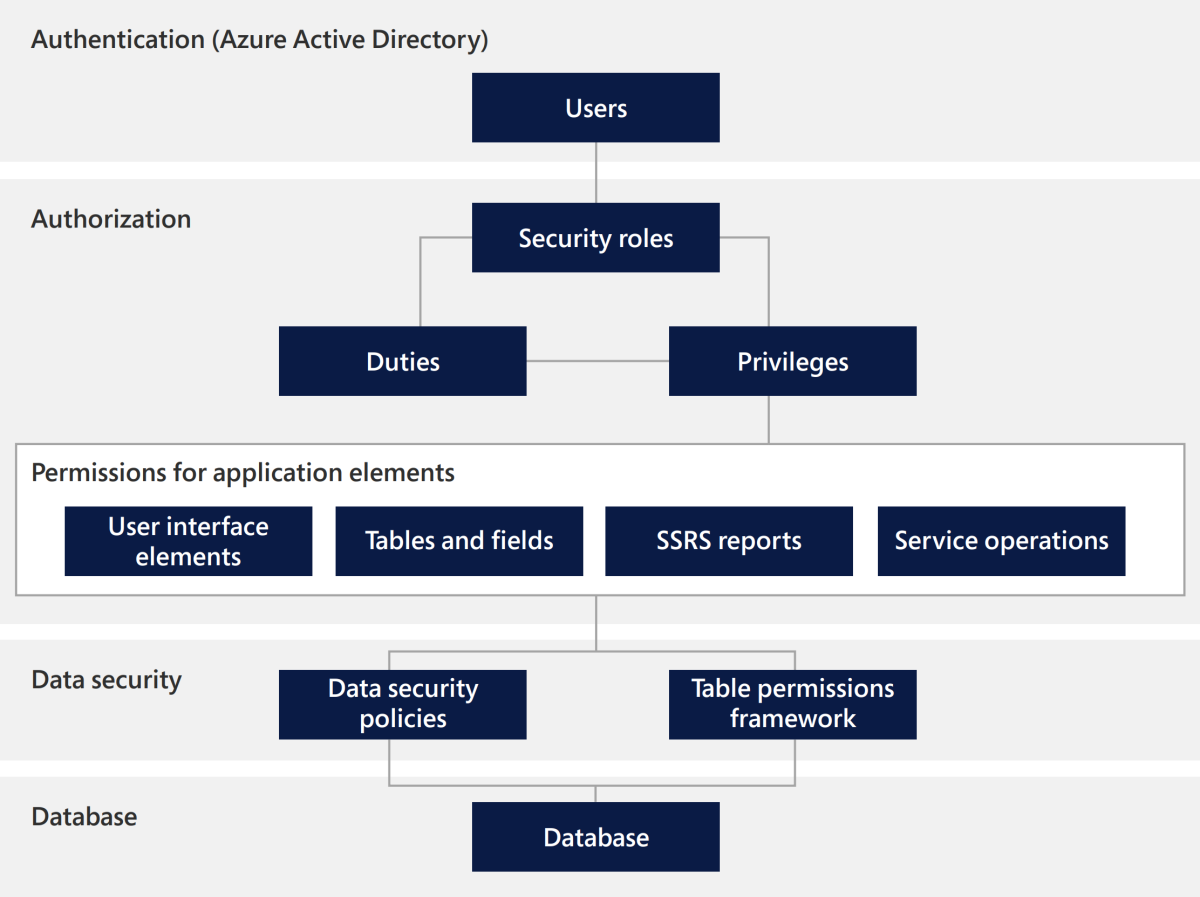 Authentication (Azure Active Directory)
Users
Authorization
Security roles
Duties
Privileges
Permissions for application elements
User interface
elements
Tables and fields
SSRS reports
Service operations
Data security
Data security
policies
Table permissions
framework
Database
Database